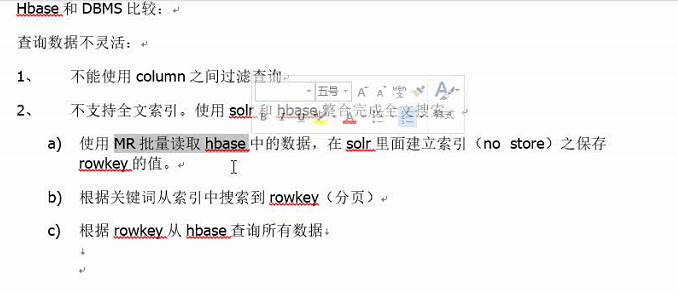 Hbase 和 DBMS 比较:
查询数据不灵活:
1、 不能使用 column 之间过滤查询
2、 不支持全文索引。使用 solr 和 hbase 整合完成全文搜索。
五号
a) 使用 MR 批量读取 hbase 中的数据，在 solr 里面建立索引（no store）之保存
rowkey 的值。
b) 根据关键词从索引中搜索到 rowkey（分页）
c) 根据 rowkey 从 hbase 查询所有数据